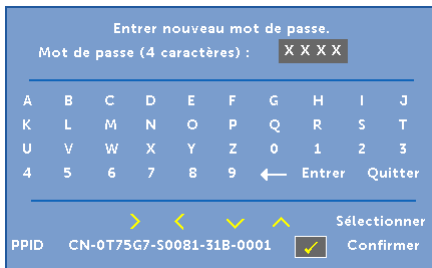 Entrer nouveau mot de passe.
Mot de passe (4 caractères) : X X X X
A B C D E F G H I J
K L M N O P Q R S T
U V W X Y Z 0 1 2 3
4 5 6 7 8 9 ← Entrer Quitter
Sélectionner
PPID CN-0T75G7-S0081-31B-0001 ✓ Confirmer